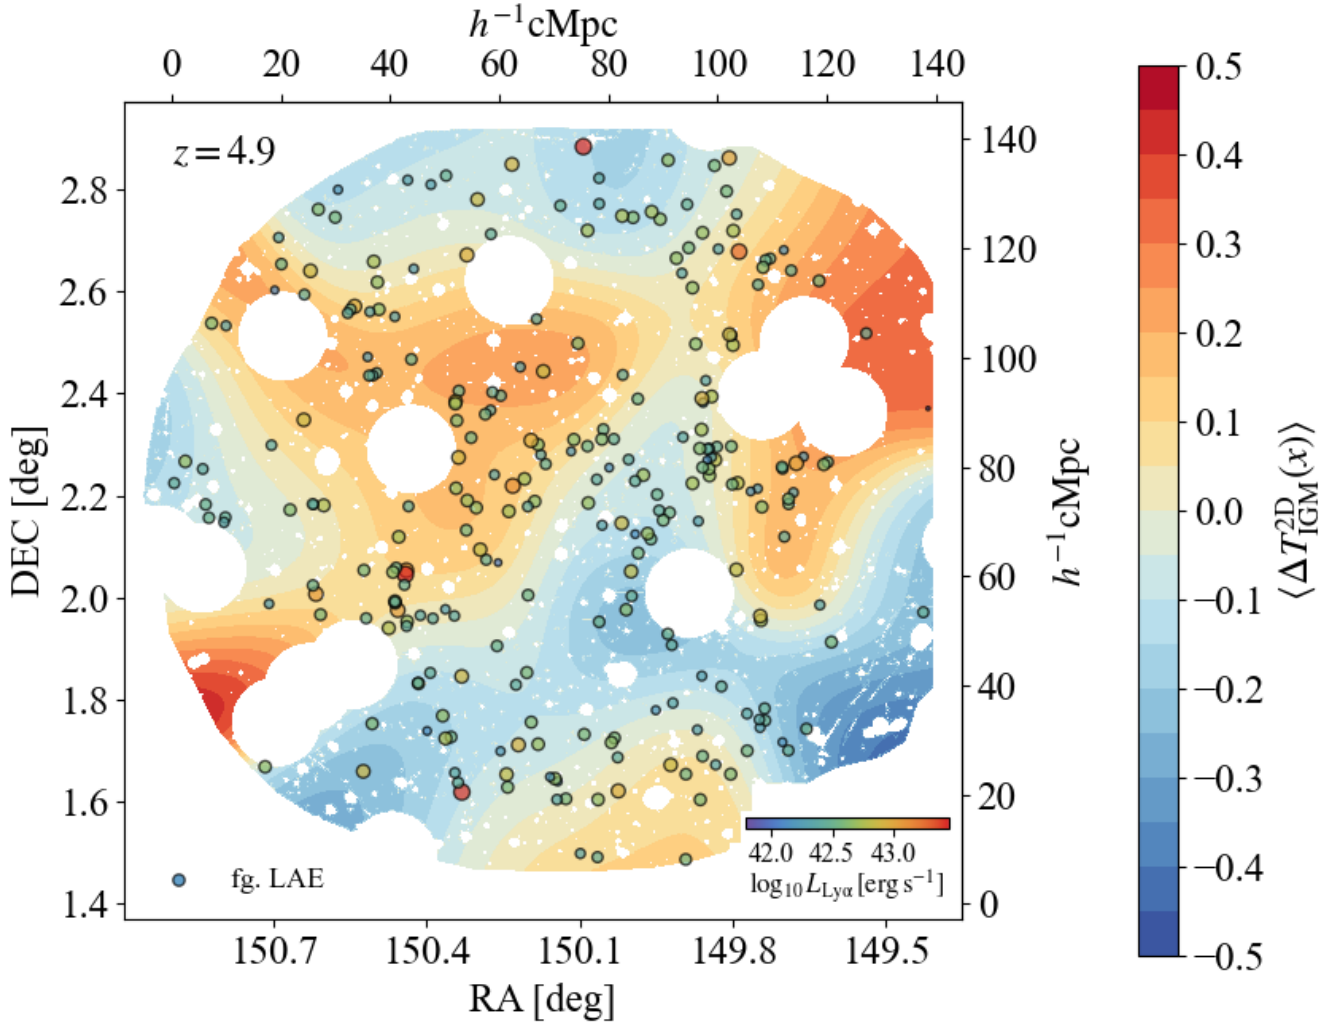 h⁻¹cMpc
0 20 40 60 80 100 120 140
z = 4.9
2.8
2.6
2.4
2.2
2.0
1.8
1.6
1.4
DEC [deg]
140
120
100
80
60
40
20
0
h⁻¹cMpc
0.5
0.4
0.3
0.2
0.1
0.0
−0.1
−0.2
−0.3
−0.4
−0.5
⟨ΔT²ᴰ_IGM(x)⟩
42.0 42.5 43.0
log₁₀ L_Lyα [erg s⁻¹]
fg. LAE
150.7 150.4 150.1 149.8 149.5
RA [deg]